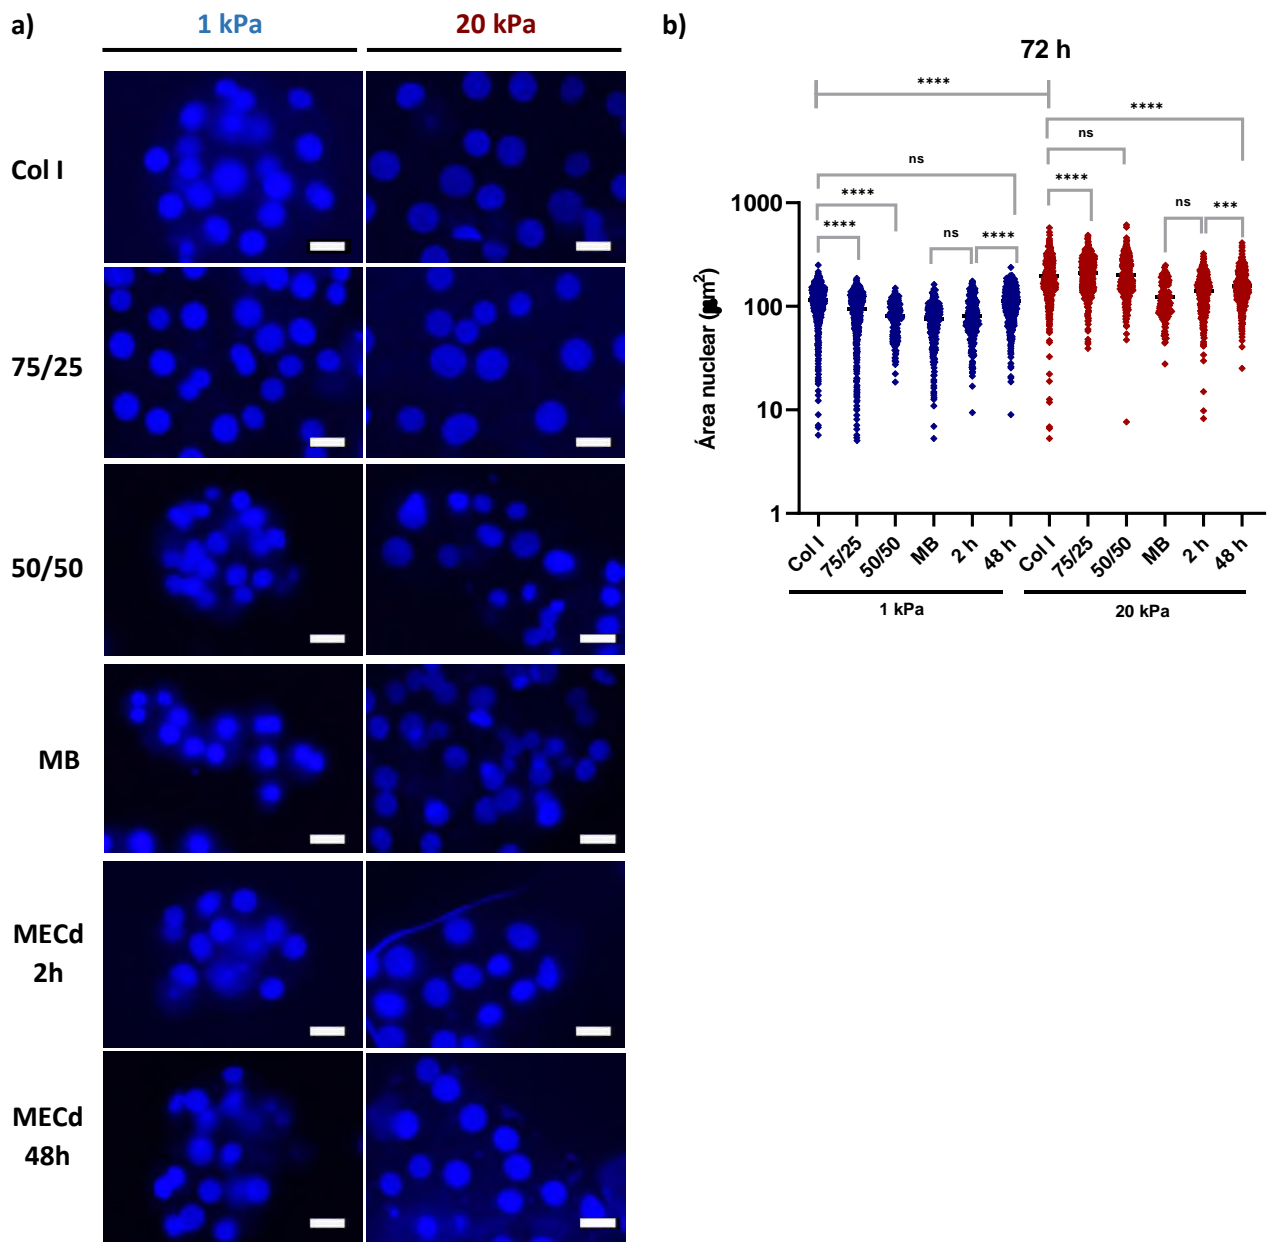 a)
1 kPa
20 kPa
Col I
75/25
50/50
MB
MECd
2h
MECd
48h
b)
72 h
****
****
ns
ns
****
****
****
ns
****
ns
***
Área nuclear (µm²)
1000
100
10
1
Col I
75/25
50/50
MB
2 h
48 h
Col I
75/25
50/50
MB
2 h
48 h
1 kPa
20 kPa